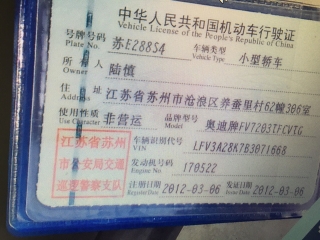 中华人民共和国机动车行驶证
Vehicle License of the People's Republic of China
号牌号码 Plate No. 苏E288S4 车辆类型 Vehicle Type 小型轿车
所有人 Owner 陆慎
住址 江苏省苏州市沧浪区养蚕里村62幢306室
使用性质 Use Character 非营运 品牌型号 Model 奥迪牌FV7203TFCVTG
江苏省苏州 车辆识别代号 VIN LFV3A28K7B3071668
市公安局交通 发动机号码 Engine No. 170522
巡逻警察支队 注册日期 Register Date 2012-03-06 发证日期 Issue Date 2012-03-06